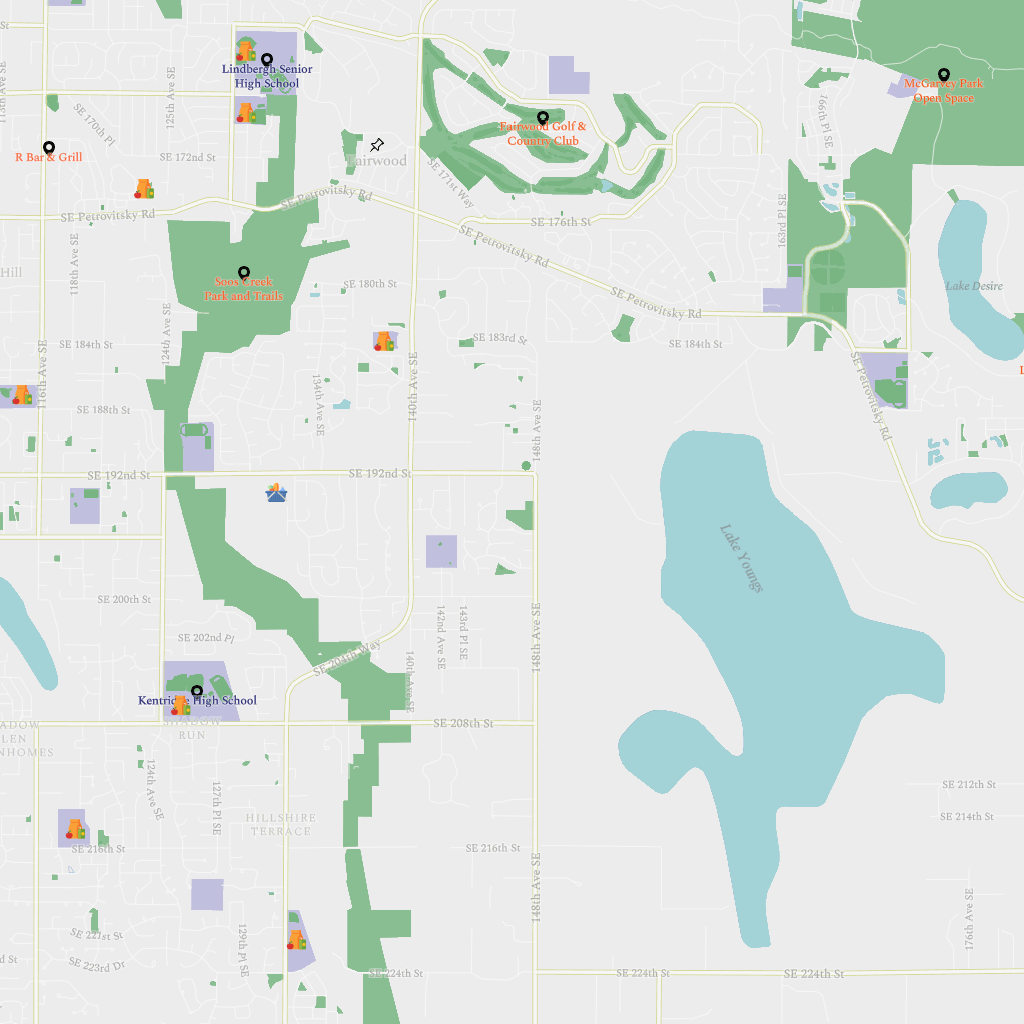 Lindbergh Senior
High School
McGarvey Park
Open Space
125th Ave SE
SE 170th Pl
166th Pl SE
Fairwood Golf &
Country Club
R Bar & Grill
SE 172nd St
Fairwood
SE 171st Way
SE Petrovitsky Rd
SE Petrovitsky Rd
SE 176th St
163rd Pl SE
SE Petrovitsky Rd
118th Ave SE
Hill
Soos Creek
Park and Trails
SE 180th St
SE Petrovitsky Rd
Lake Desire
124th Ave SE
SE 184th St
SE 183rd St
SE 184th St
116th Ave SE
134th Ave SE
140th Ave SE
SE Petrovitsky Rd
SE 188th St
148th Ave SE
SE 192nd St
SE 192nd St
Lake Youngs
SE 200th St
142nd Ave SE
143rd Pl SE
148th Ave SE
SE 202nd Pl
SE 204th Way
140th Ave SE
Kentridge High School
SHADOW
RUN
SE 208th St
124th Ave SE
127th Pl SE
SE 212th St
HILLSHIRE
TERRACE
SE 214th St
SE 216th St
SE 216th St
148th Ave SE
176th Ave SE
SE 221st St
129th Pl SE
SE 223rd Dr
SE 224th St
SE 224th St
SE 224th St